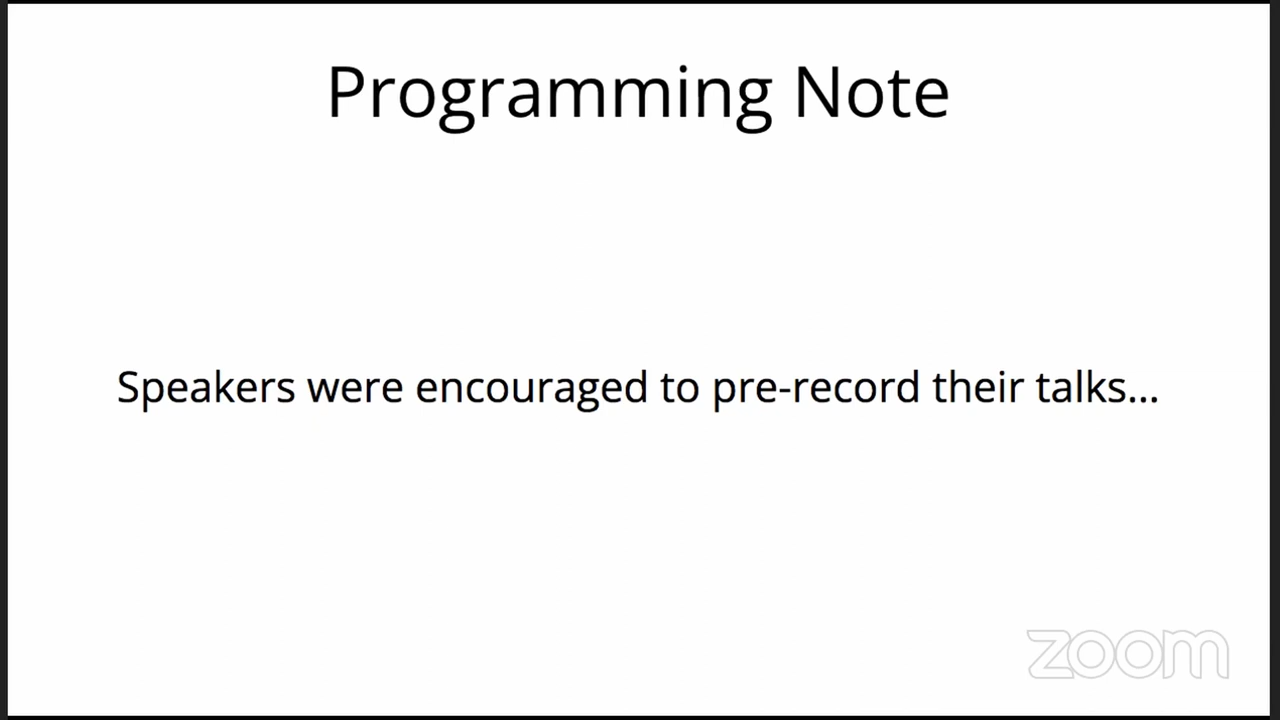 Programming Note
Speakers were encouraged to pre-record their talks...
zoom